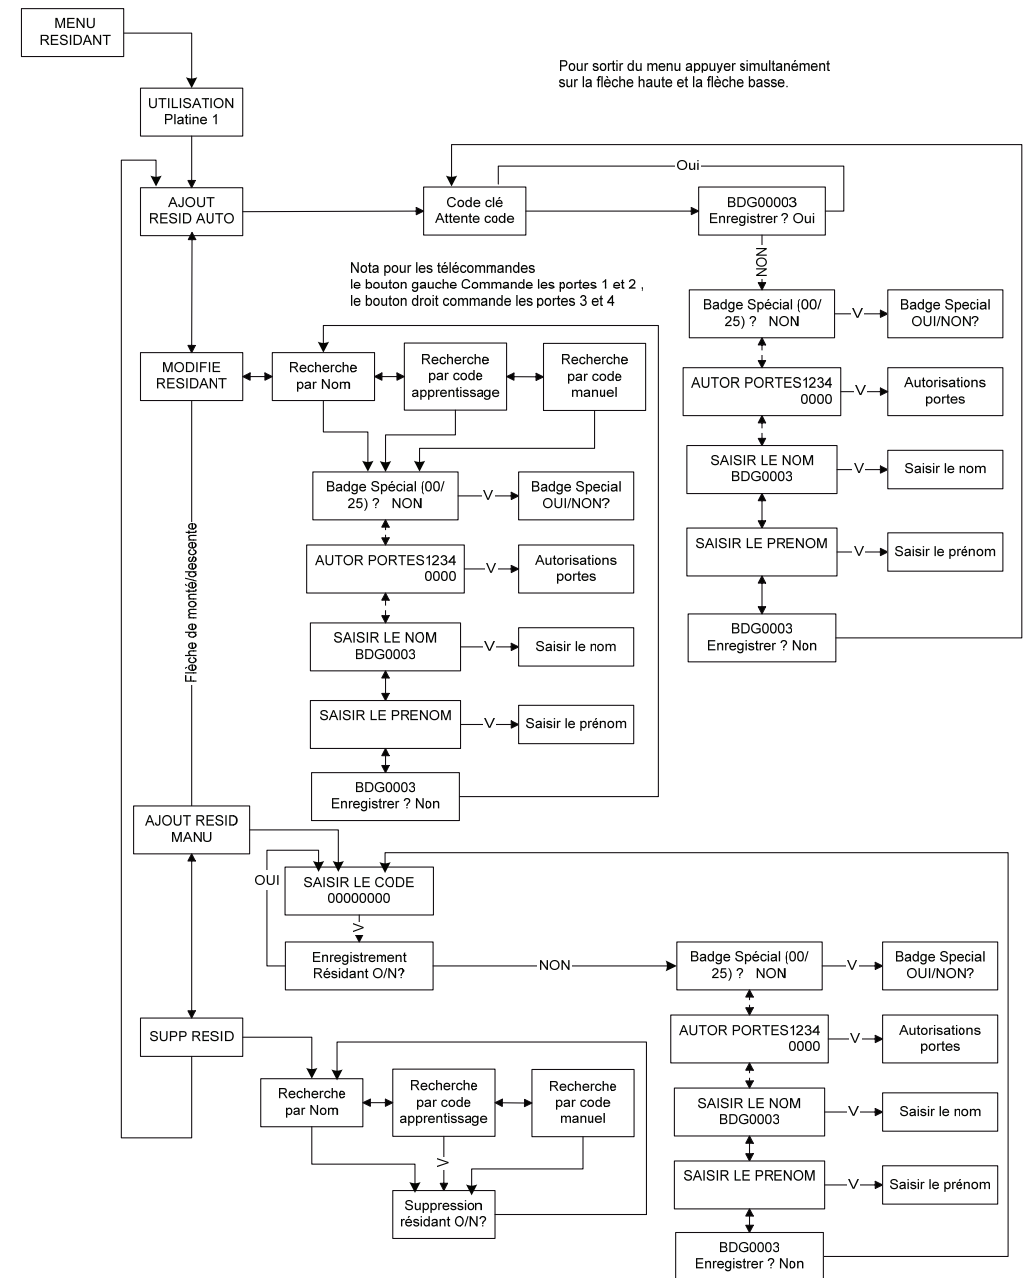 MENU
RESIDANT
Pour sortir du menu appuyer simultanément
sur la flèche haute et la flèche basse.
UTILISATION
Platine 1
Oui
AJOUT
RESID AUTO
Code clé
Attente code
BDG00003
Enregistrer ? Oui
NON
Nota pour les télécommandes
le bouton gauche Commande les portes 1 et 2 ,
le bouton droit commande les portes 3 et 4
Badge Spécial (00/
25) ? NON
V
Badge Special
OUI/NON?
MODIFIE
RESIDANT
Recherche
par Nom
Recherche
par code
apprentissage
Recherche
par code
manuel
AUTOR PORTES1234
0000
V
Autorisations
portes
SAISIR LE NOM
BDG0003
V
Saisir le nom
Badge Spécial (00/
25) ? NON
V
Badge Special
OUI/NON?
SAISIR LE PRENOM
V
Saisir le prénom
AUTOR PORTES1234
0000
V
Autorisations
portes
Flèche de monté/descente
BDG0003
Enregistrer ? Non
SAISIR LE NOM
BDG0003
V
Saisir le nom
SAISIR LE PRENOM
V
Saisir le prénom
BDG0003
Enregistrer ? Non
AJOUT RESID
MANU
OUI
SAISIR LE CODE
00000000
V
Enregistrement
Résidant O/N?
NON
Badge Spécial (00/
25) ? NON
V
Badge Special
OUI/NON?
SUPP RESID
AUTOR PORTES1234
0000
V
Autorisations
portes
Recherche
par Nom
Recherche
par code
apprentissage
Recherche
par code
manuel
SAISIR LE NOM
BDG0003
V
Saisir le nom
V
SAISIR LE PRENOM
V
Saisir le prénom
Suppression
résidant O/N?
BDG0003
Enregistrer ? Non